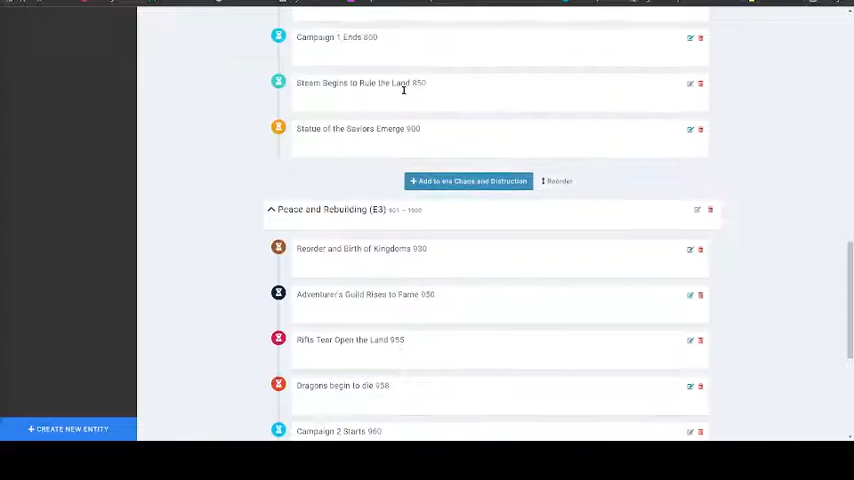 Campaign 1 Ends 800
Steam Begins to Rule the Land 850
Statue of the Saviors Emerge 900
+ Add to era Chaos and Distruction Reorder
Peace and Rebuilding (E3) 901 – 1000
Reorder and Birth of Kingdoms 930
Adventurer's Guild Rises to Fame 950
Rifts Tear Open the Land 955
Dragons begin to die 958
Campaign 2 Starts 960
+ CREATE NEW ENTITY